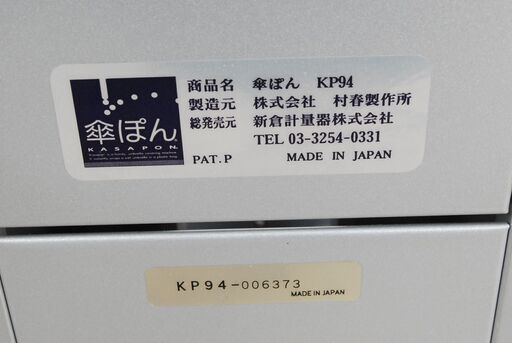 傘ぽん
KASAPON
商品名 傘ぽん KP94
製造元 株式会社 村春製作所
総発売元 新倉計量器株式会社
TEL 03-3254-0331
PAT.P MADE IN JAPAN
KP94-006373
MADE IN JAPAN